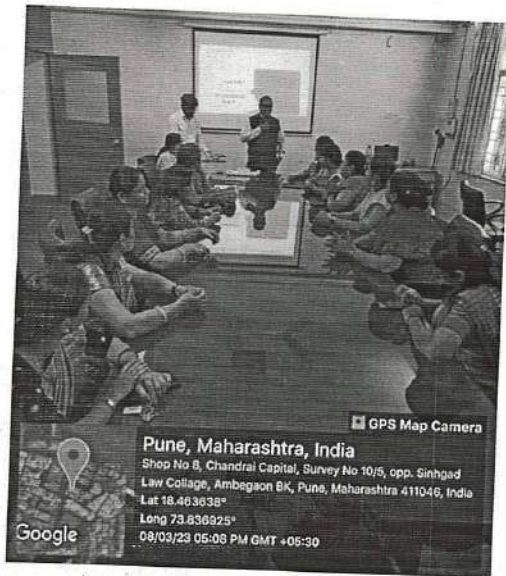 GPS Map Camera
Pune, Maharashtra, India
Shop No 8, Chandrai Capital, Survey No 10/5, opp. Sinhgad
Law Collage, Ambegaon BK, Pune, Maharashtra 411046, India
Lat 18.463638°
Long 73.836925°
08/03/23 05:08 PM GMT +05:30
Google